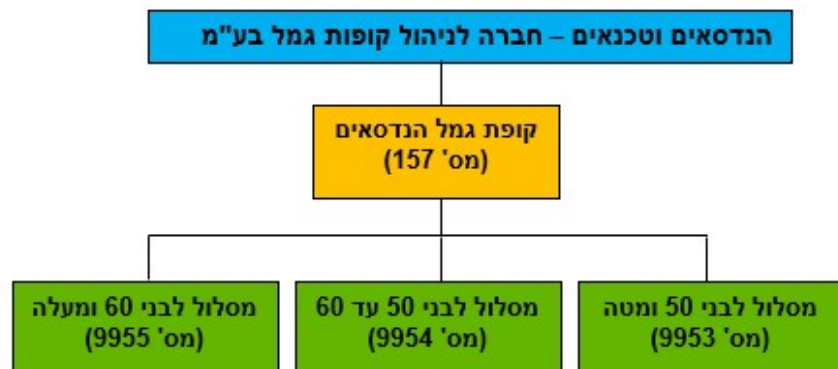 הנדסאים וטכנאים – חברה לניהול קופות גמל בע"מ
קופת גמל הנדסאים
(מס' 157)
מסלול לבני 50 ומטה
(מס' 9953)
מסלול לבני 50 עד 60
(מס' 9954)
מסלול לבני 60 ומעלה
(מס' 9955)